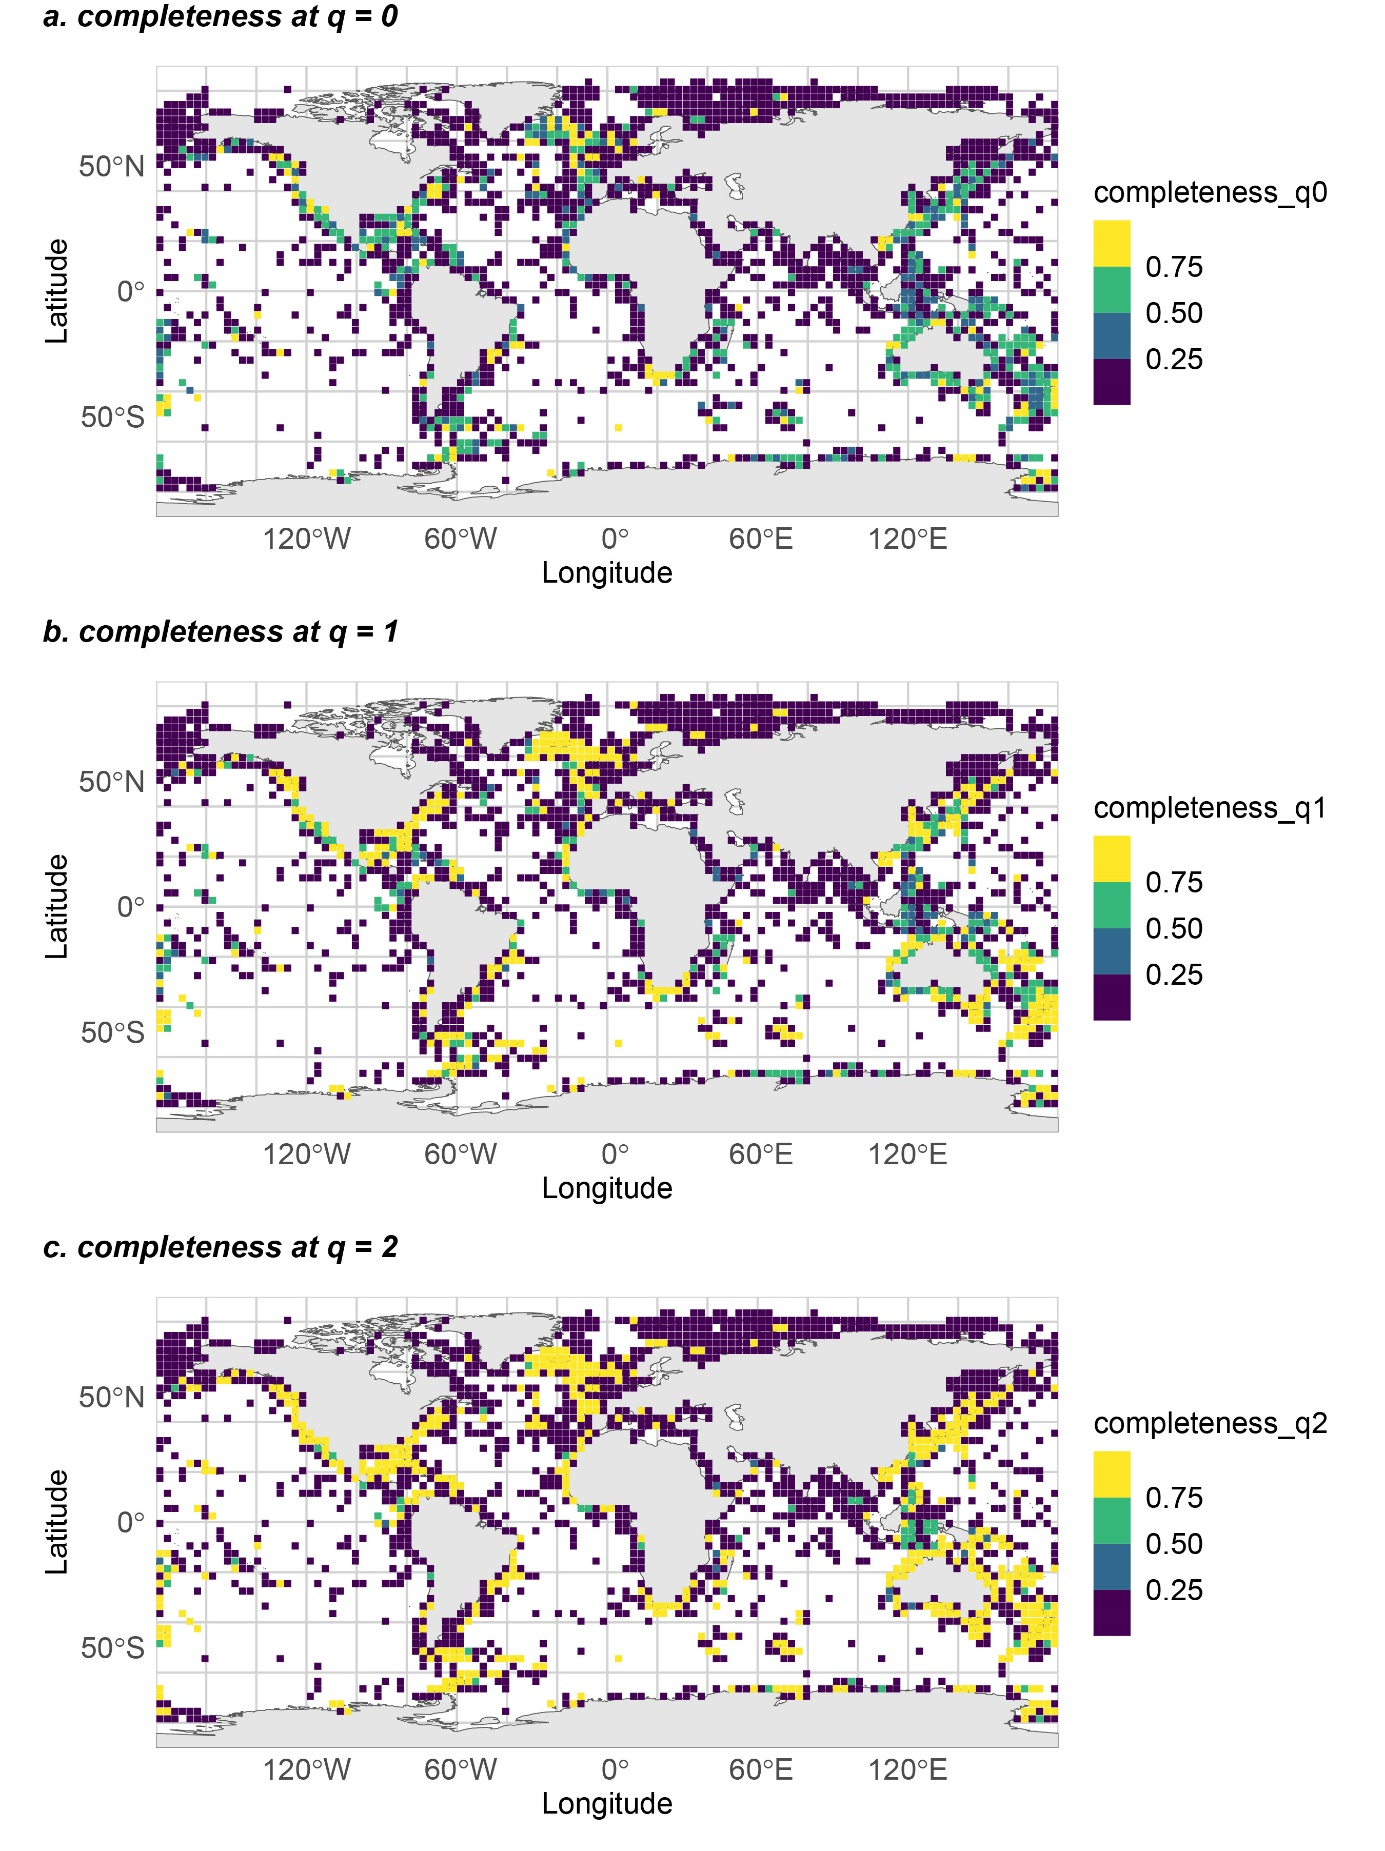 a. completeness at q = 0
completeness_q0
0.75
0.50
0.25
50°N
0°
50°S
Latitude
120°W 60°W 0° 60°E 120°E
Longitude
b. completeness at q = 1
completeness_q1
0.75
0.50
0.25
50°N
0°
50°S
Latitude
120°W 60°W 0° 60°E 120°E
Longitude
c. completeness at q = 2
completeness_q2
0.75
0.50
0.25
50°N
0°
50°S
Latitude
120°W 60°W 0° 60°E 120°E
Longitude